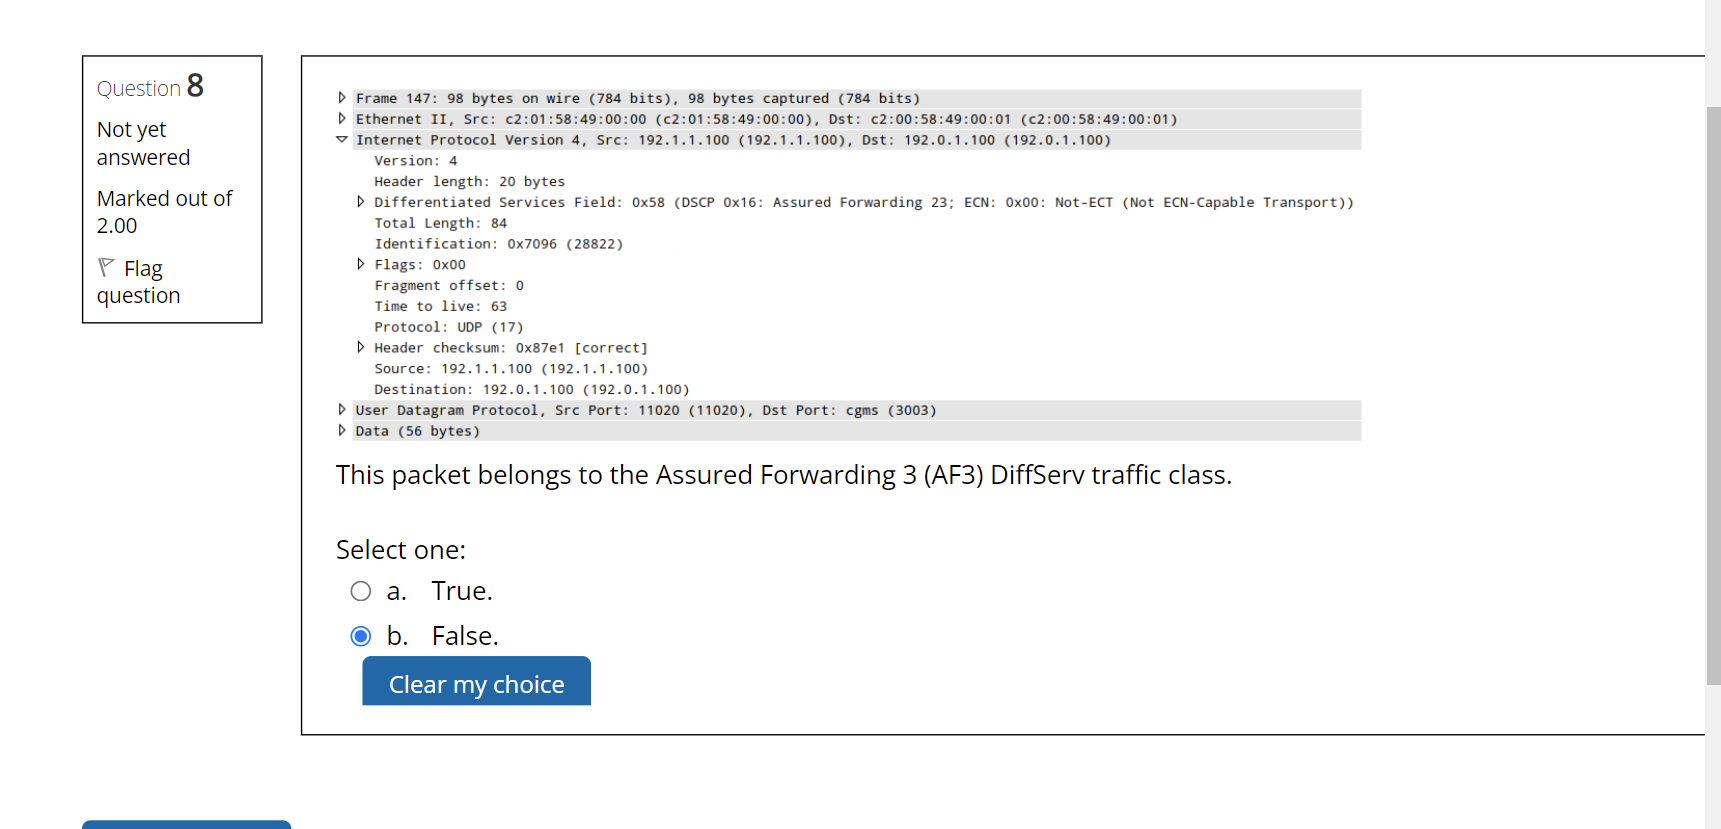 Question 8
Not yet
answered
Marked out of
2.00
Flag
question
Frame 147: 98 bytes on wire (784 bits), 98 bytes captured (784 bits)
Ethernet II, Src: c2:01:58:49:00:00 (c2:01:58:49:00:00), Dst: c2:00:58:49:00:01 (c2:00:58:49:00:01)
Internet Protocol Version 4, Src: 192.1.1.100 (192.1.1.100), Dst: 192.0.1.100 (192.0.1.100)
Version: 4
Header length: 20 bytes
Differentiated Services Field: 0x58 (DSCP 0x16: Assured Forwarding 23; ECN: 0x00: Not-ECT (Not ECN-Capable Transport))
Total Length: 84
Identification: 0x7096 (28822)
Flags: 0x00
Fragment offset: 0
Time to live: 63
Protocol: UDP (17)
Header checksum: 0x87e1 [correct]
Source: 192.1.1.100 (192.1.1.100)
Destination: 192.0.1.100 (192.0.1.100)
User Datagram Protocol, Src Port: 11020 (11020), Dst Port: cgms (3003)
Data (56 bytes)
This packet belongs to the Assured Forwarding 3 (AF3) DiffServ traffic class.
Select one:
a. True.
b. False.
Clear my choice